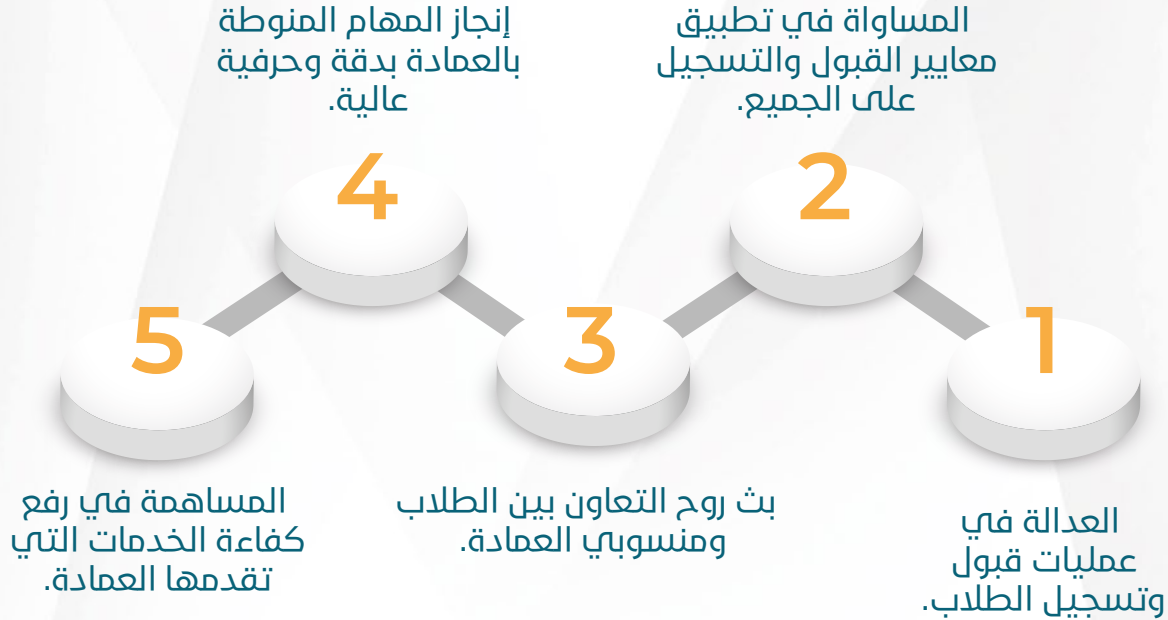 1
العدالة في
عمليات قبول
وتسجيل الطلاب.
2
المساواة في تطبيق
معايير القبول والتسجيل
على الجميع.
3
بث روح التعاون بين الطلاب
ومنسوبي العمادة.
4
إنجاز المهام المنوطة
بالعمادة بدقة وحرفية
عالية.
5
المساهمة في رفع
كفاءة الخدمات التي
تقدمها العمادة.